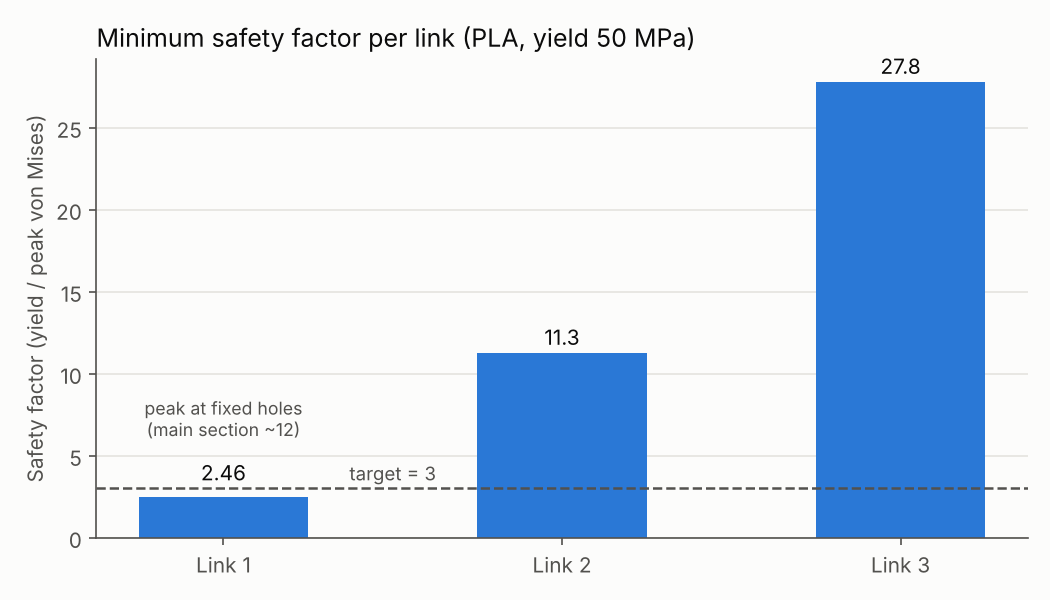 Minimum safety factor per link (PLA, yield 50 MPa)
Safety factor (yield / peak von Mises)
25
20
15
10
5
0
27.8
11.3
peak at fixed holes
(main section ~12)
2.46
target = 3
Link 1
Link 2
Link 3